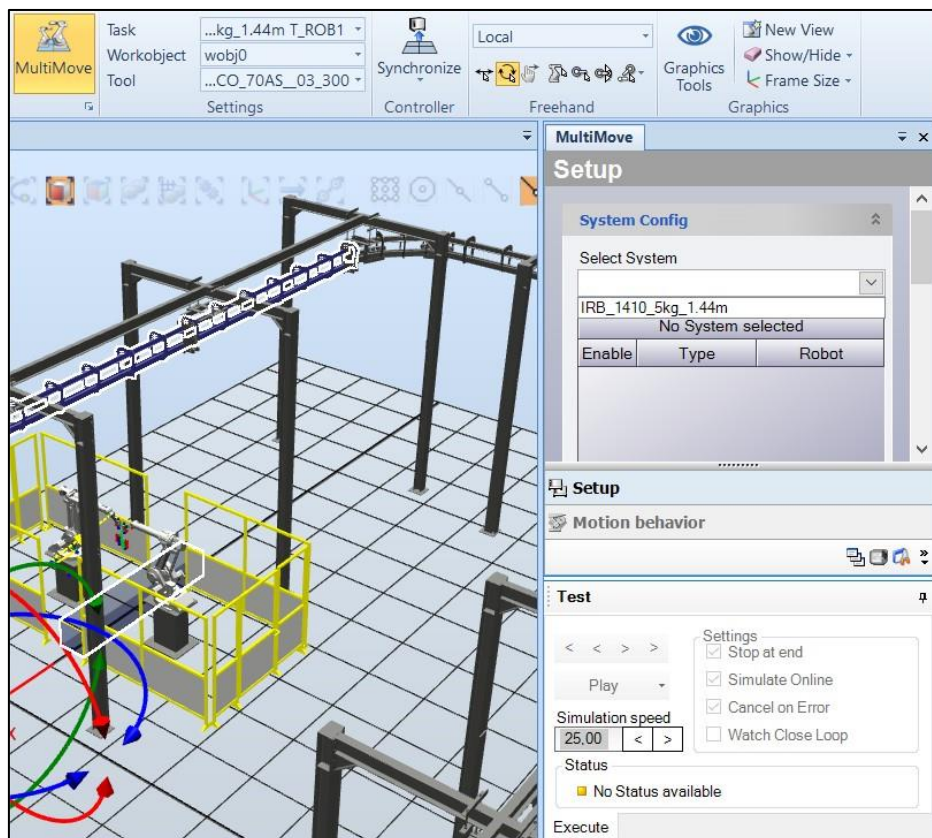 MultiMove
Task ...kg_1.44m T_ROB1
Workobject wobj0
Tool ...CO_70AS__03_300
Settings
Synchronize
Controller
Local
Freehand
Graphics
Tools
New View
Show/Hide
Frame Size
Graphics
MultiMove
Setup
System Config
Select System
IRB_1410_5kg_1.44m
No System selected
Enable Type Robot
Setup
Motion behavior
Test
< < > >
Play
Simulation speed
25,00 < >
Settings
Stop at end
Simulate Online
Cancel on Error
Watch Close Loop
Status
No Status available
Execute
X